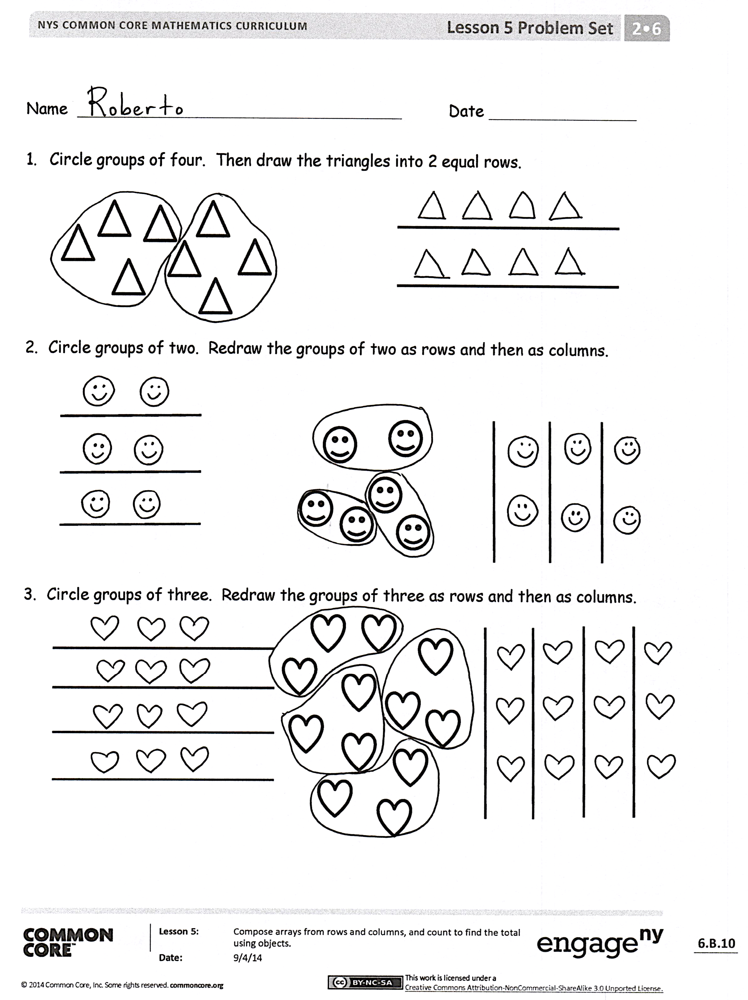 NYS COMMON CORE MATHEMATICS CURRICULUM
Lesson 5 Problem Set
2•6
Name Roberto
Date
1. Circle groups of four. Then draw the triangles into 2 equal rows.
2. Circle groups of two. Redraw the groups of two as rows and then as columns.
3. Circle groups of three. Redraw the groups of three as rows and then as columns.
COMMON
CORE™
Lesson 5: Compose arrays from rows and columns, and count to find the total
using objects.
Date: 9/4/14
engageny
6.B.10
© 2014 Common Core, Inc. Some rights reserved. commoncore.org
cc BY-NC-SA
This work is licensed under a
Creative Commons Attribution-NonCommercial-ShareAlike 3.0 Unported License.